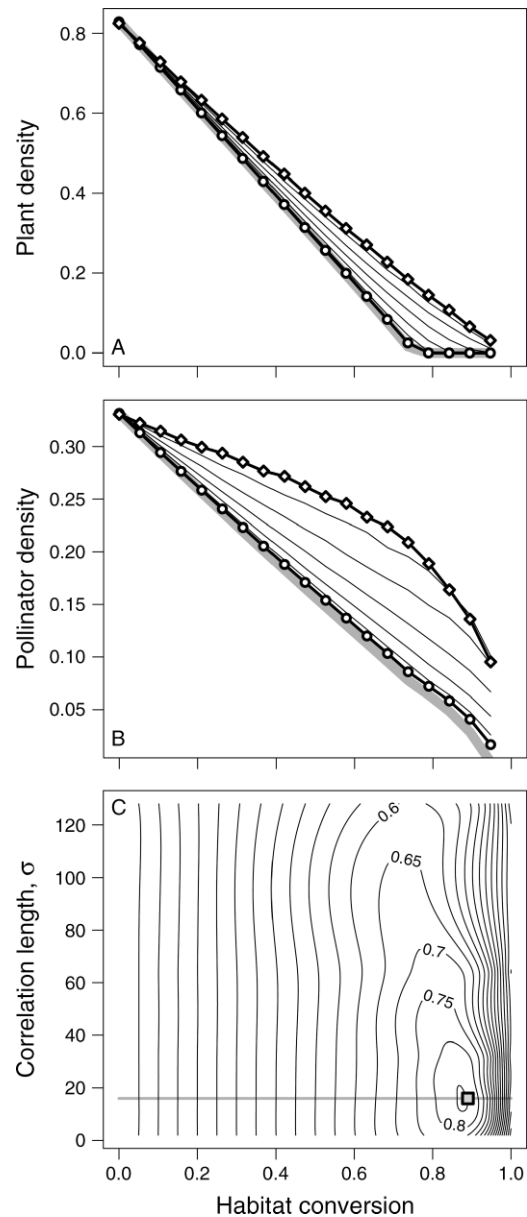 0.8
0.6
0.4
0.2
0.0
Plant density
A
0.30
0.25
0.20
0.15
0.10
0.05
Pollinator density
B
C
120
100
80
60
40
20
0
Correlation length, σ
0.6
0.65
0.7
0.75
0.8
0.0 0.2 0.4 0.6 0.8 1.0
Habitat conversion